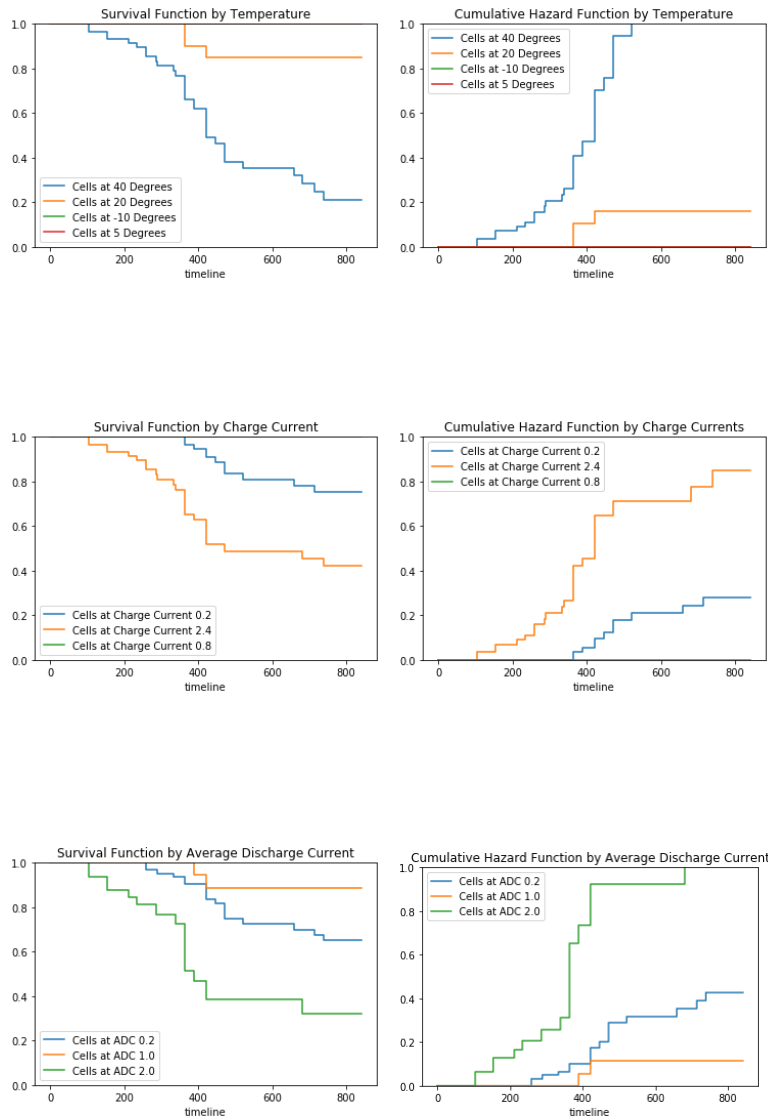 Survival Function by Temperature
1.0
0.8
0.6
0.4
0.2
0.0
Cells at 40 Degrees
Cells at 20 Degrees
Cells at -10 Degrees
Cells at 5 Degrees
0 200 400 600 800
timeline
Cumulative Hazard Function by Temperature
1.0
0.8
0.6
0.4
0.2
0.0
Cells at 40 Degrees
Cells at 20 Degrees
Cells at -10 Degrees
Cells at 5 Degrees
0 200 400 600 800
timeline
Survival Function by Charge Current
1.0
0.8
0.6
0.4
0.2
0.0
Cells at Charge Current 0.2
Cells at Charge Current 2.4
Cells at Charge Current 0.8
0 200 400 600 800
timeline
Cumulative Hazard Function by Charge Currents
1.0
0.8
0.6
0.4
0.2
0.0
Cells at Charge Current 0.2
Cells at Charge Current 2.4
Cells at Charge Current 0.8
0 200 400 600 800
timeline
Survival Function by Average Discharge Current
1.0
0.8
0.6
0.4
0.2
0.0
Cells at ADC 0.2
Cells at ADC 1.0
Cells at ADC 2.0
0 200 400 600 800
timeline
Cumulative Hazard Function by Average Discharge Current
1.0
0.8
0.6
0.4
0.2
0.0
Cells at ADC 0.2
Cells at ADC 1.0
Cells at ADC 2.0
0 200 400 600 800
timeline